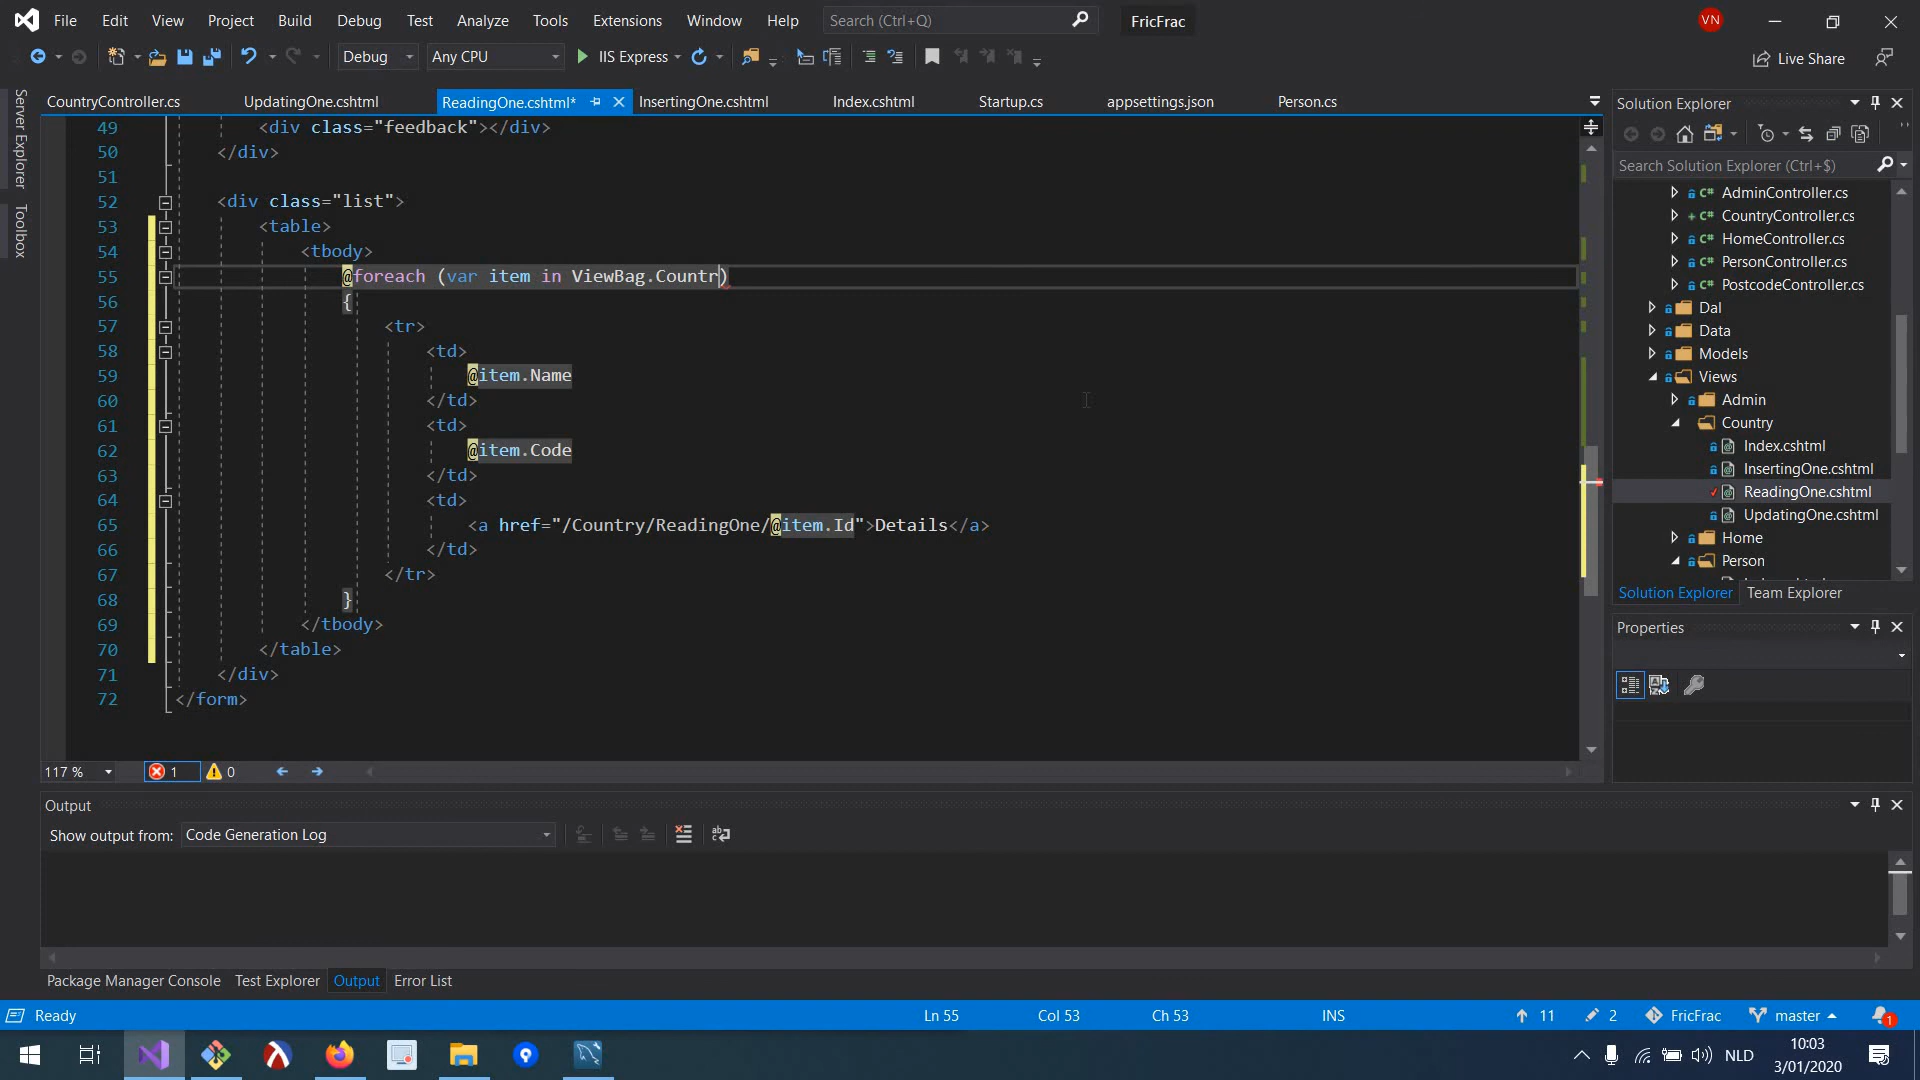 File Edit View Project Build Debug Test Analyze Tools Extensions Window Help Search (Ctrl+Q) FricFrac VN
Debug Any CPU IIS Express Live Share
Server Explorer
Toolbox
CountryController.cs UpdatingOne.cshtml ReadingOne.cshtml* InsertingOne.cshtml Index.cshtml Startup.cs appsettings.json Person.cs
49 <div class="feedback"></div>
50 </div>
51
52 <div class="list">
53 <table>
54 <tbody>
55 @foreach (var item in ViewBag.Countr)
56 {
57 <tr>
58 <td>
59 @item.Name
60 </td>
61 <td>
62 @item.Code
63 </td>
64 <td>
65 <a href="/Country/ReadingOne/@item.Id">Details</a>
66 </td>
67 </tr>
68 }
69 </tbody>
70 </table>
71 </div>
72 </form>
117 % 1 0
Solution Explorer
Search Solution Explorer (Ctrl+$)
C# AdminController.cs
+ C# CountryController.cs
C# HomeController.cs
C# PersonController.cs
C# PostcodeController.cs
Dal
Data
Models
Views
Admin
Country
Index.cshtml
InsertingOne.cshtml
ReadingOne.cshtml
UpdatingOne.cshtml
Home
Person
Solution Explorer Team Explorer
Properties
Output
Show output from: Code Generation Log
Package Manager Console Test Explorer Output Error List
Ready Ln 55 Col 53 Ch 53 INS 11 2 FricFrac master 1
NLD 10:03
3/01/2020